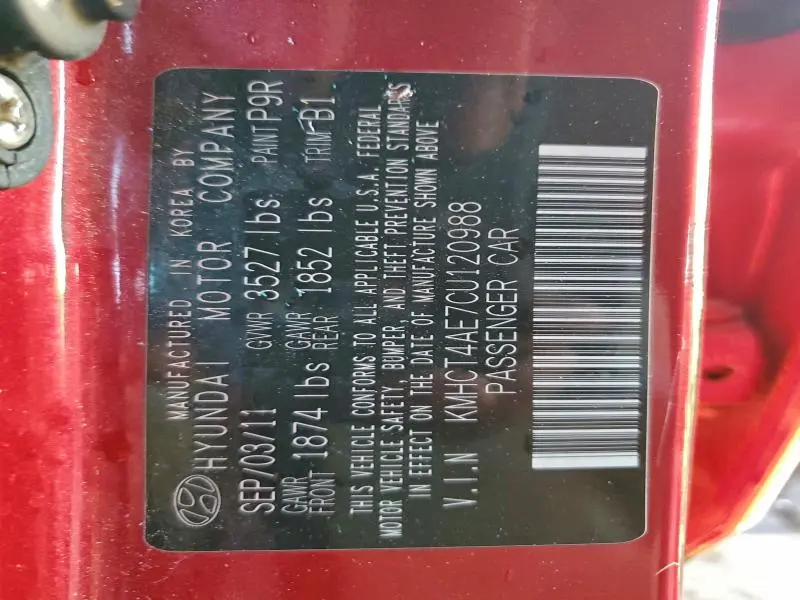 MANUFACTURED IN KOREA BY
HYUNDAI MOTOR COMPANY
SEP/03/11 GVWR 3527 lbs PAINT P9R
GAWR FRONT 1874 lbs GAWR REAR 1852 lbs TRIM B1
THIS VEHICLE CONFORMS TO ALL APPLICABLE U.S.A. FEDERAL
MOTOR VEHICLE SAFETY, BUMPER, AND THEFT PREVENTION STANDARDS
IN EFFECT ON THE DATE OF MANUFACTURE SHOWN ABOVE
V.I.N KMHCT4AE7CU120988
PASSENGER CAR